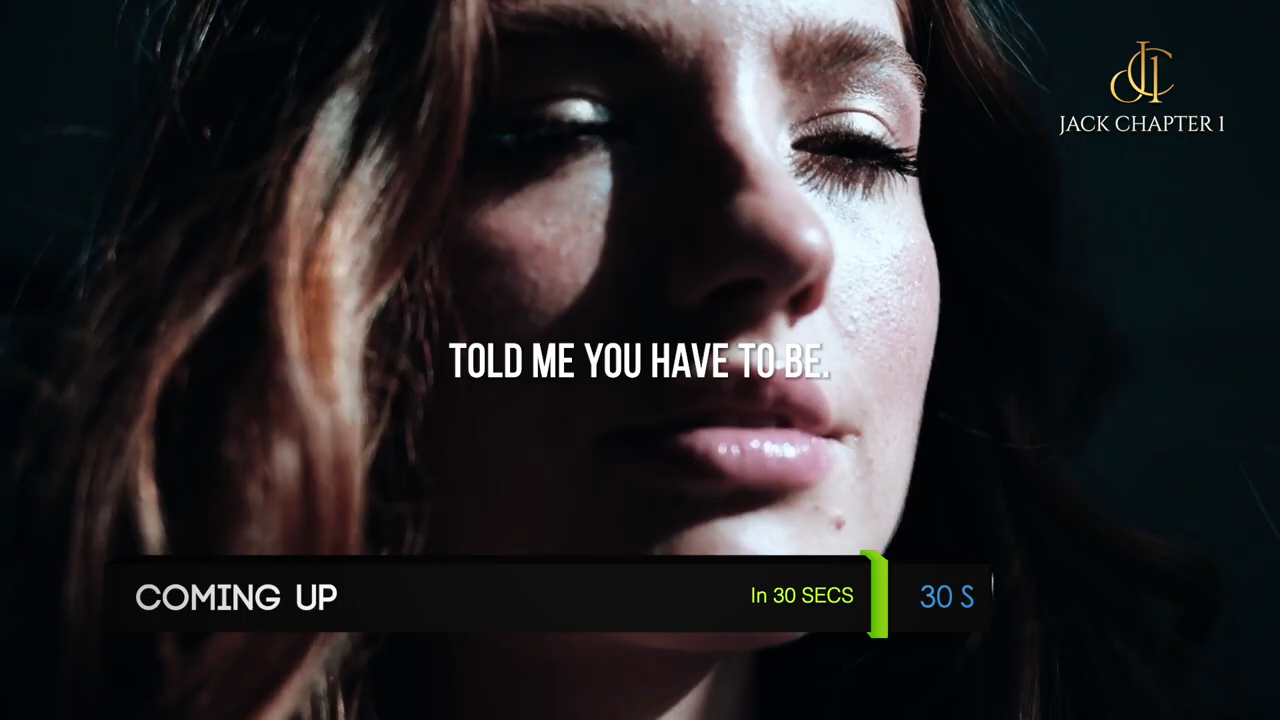 JACK CHAPTER 1
TOLD ME YOU HAVE TO BE.
COMING UP
In 30 SECS
30 S